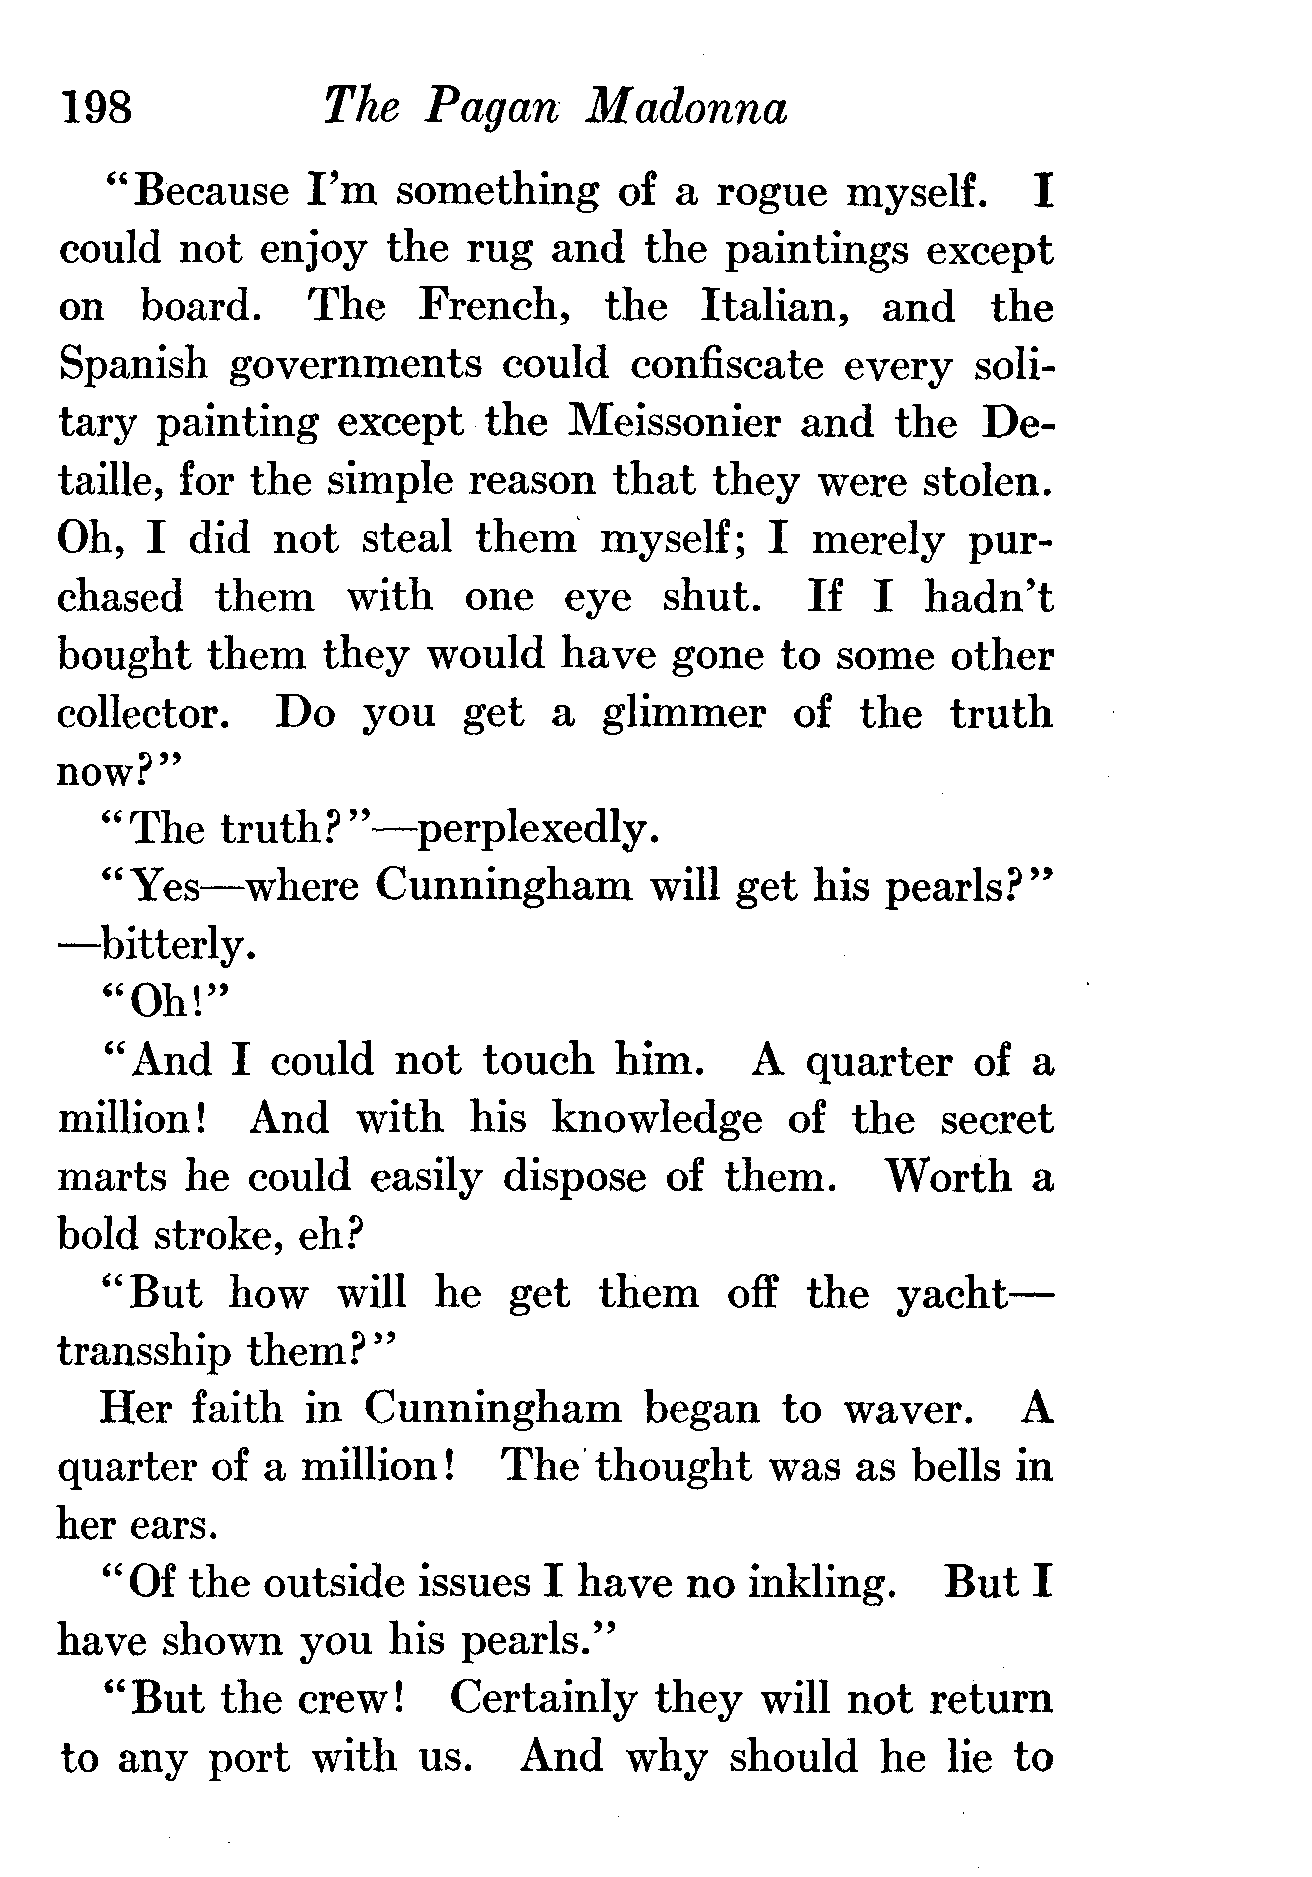 198 The Pagan Madonna
“Because I’m something of a rogue myself. I
could not enjoy the rug and the paintings except
on board. The French, the Italian, and the
Spanish governments could confiscate every soli-
tary painting except the Meissonier and the De-
taille, for the simple reason that they were stolen.
Oh, I did not steal them myself; I merely pur-
chased them with one eye shut. If I hadn’t
bought them they would have gone to some other
collector. Do you get a glimmer of the truth
now?”
“The truth?”—perplexedly.
“Yes—where Cunningham will get his pearls?”
—bitterly.
“Oh!”
“And I could not touch him. A quarter of a
million! And with his knowledge of the secret
marts he could easily dispose of them. Worth a
bold stroke, eh?
“But how will he get them off the yacht—
transship them?”
Her faith in Cunningham began to waver. A
quarter of a million! The thought was as bells in
her ears.
“Of the outside issues I have no inkling. But I
have shown you his pearls.”
“But the crew! Certainly they will not return
to any port with us. And why should he lie to